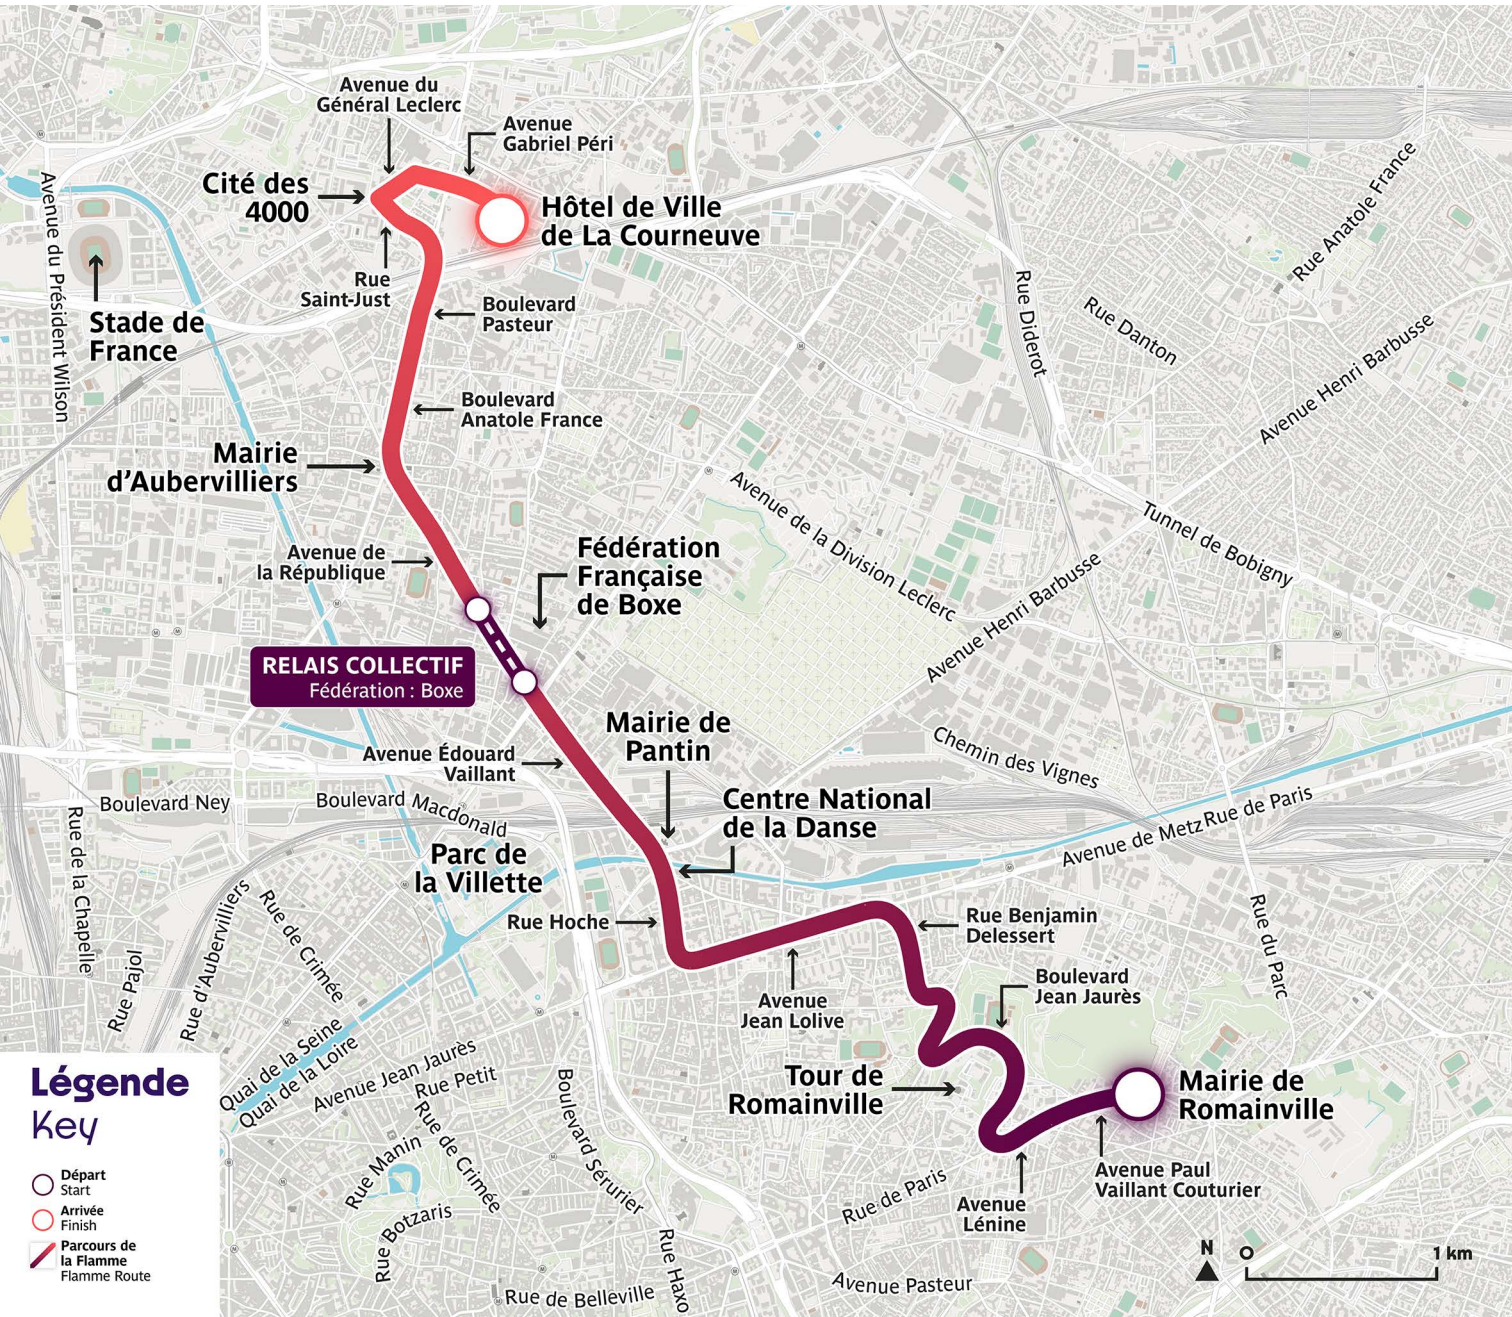 Avenue du
Général Leclerc
Avenue
Gabriel Péri
Cité des
4000
Hôtel de Ville
de La Courneuve
Avenue du Président Wilson
Rue Anatole France
Rue
Saint-Just
Boulevard
Pasteur
Stade de
France
Rue Diderot
Rue Danton
Avenue Henri Barbusse
Boulevard
Anatole France
Mairie
d'Aubervilliers
Avenue de la Division Leclerc
Tunnel de Bobigny
Avenue de
la République
Fédération
Française
de Boxe
Avenue Henri Barbusse
RELAIS COLLECTIF
Fédération : Boxe
Mairie de
Pantin
Avenue Édouard
Vaillant
Chemin des Vignes
Boulevard Ney
Boulevard Macdonald
Centre National
de la Danse
Avenue de Metz
Rue de Paris
Rue de la Chapelle
Parc de
la Villette
Rue d'Aubervilliers
Rue de Crimée
Rue Hoche
Rue Benjamin
Delessert
Rue du Parc
Rue Pajol
Avenue
Jean Lolive
Boulevard
Jean Jaurès
Quai de la Seine
Quai de la Loire
Avenue Jean Jaurès
Rue Petit
Boulevard Sérurier
Tour de
Romainville
Mairie de
Romainville
Rue Manin
Rue de Crimée
Rue Botzaris
Rue de Paris
Avenue
Lénine
Avenue Paul
Vaillant Couturier
Rue Haxo
Rue de Belleville
Avenue Pasteur
Légende
Key
Départ
Start
Arrivée
Finish
Parcours de
la Flamme
Flamme Route
N
0
1 km